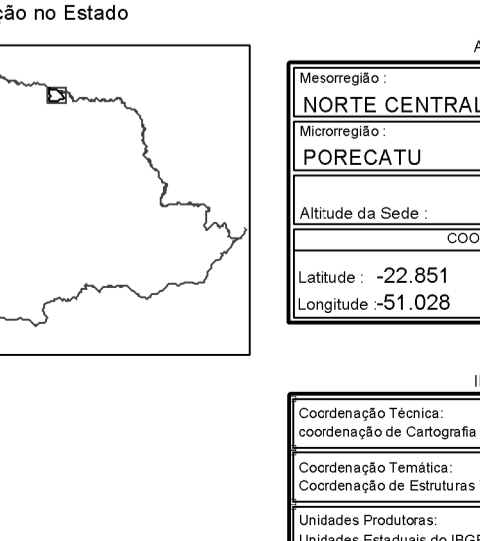 ção no Estado
Mesorregião :
NORTE CENTRAL
Microrregião :
PORECATU
Altitude da Sede :
COO
Latitude : -22.851
Longitude :-51.028
Coordenação Técnica:
coordenação de Cartografia
Coordenação Temática:
Coordenação de Estruturas
Unidades Produtoras:
Unidades Estaduais do IBGE